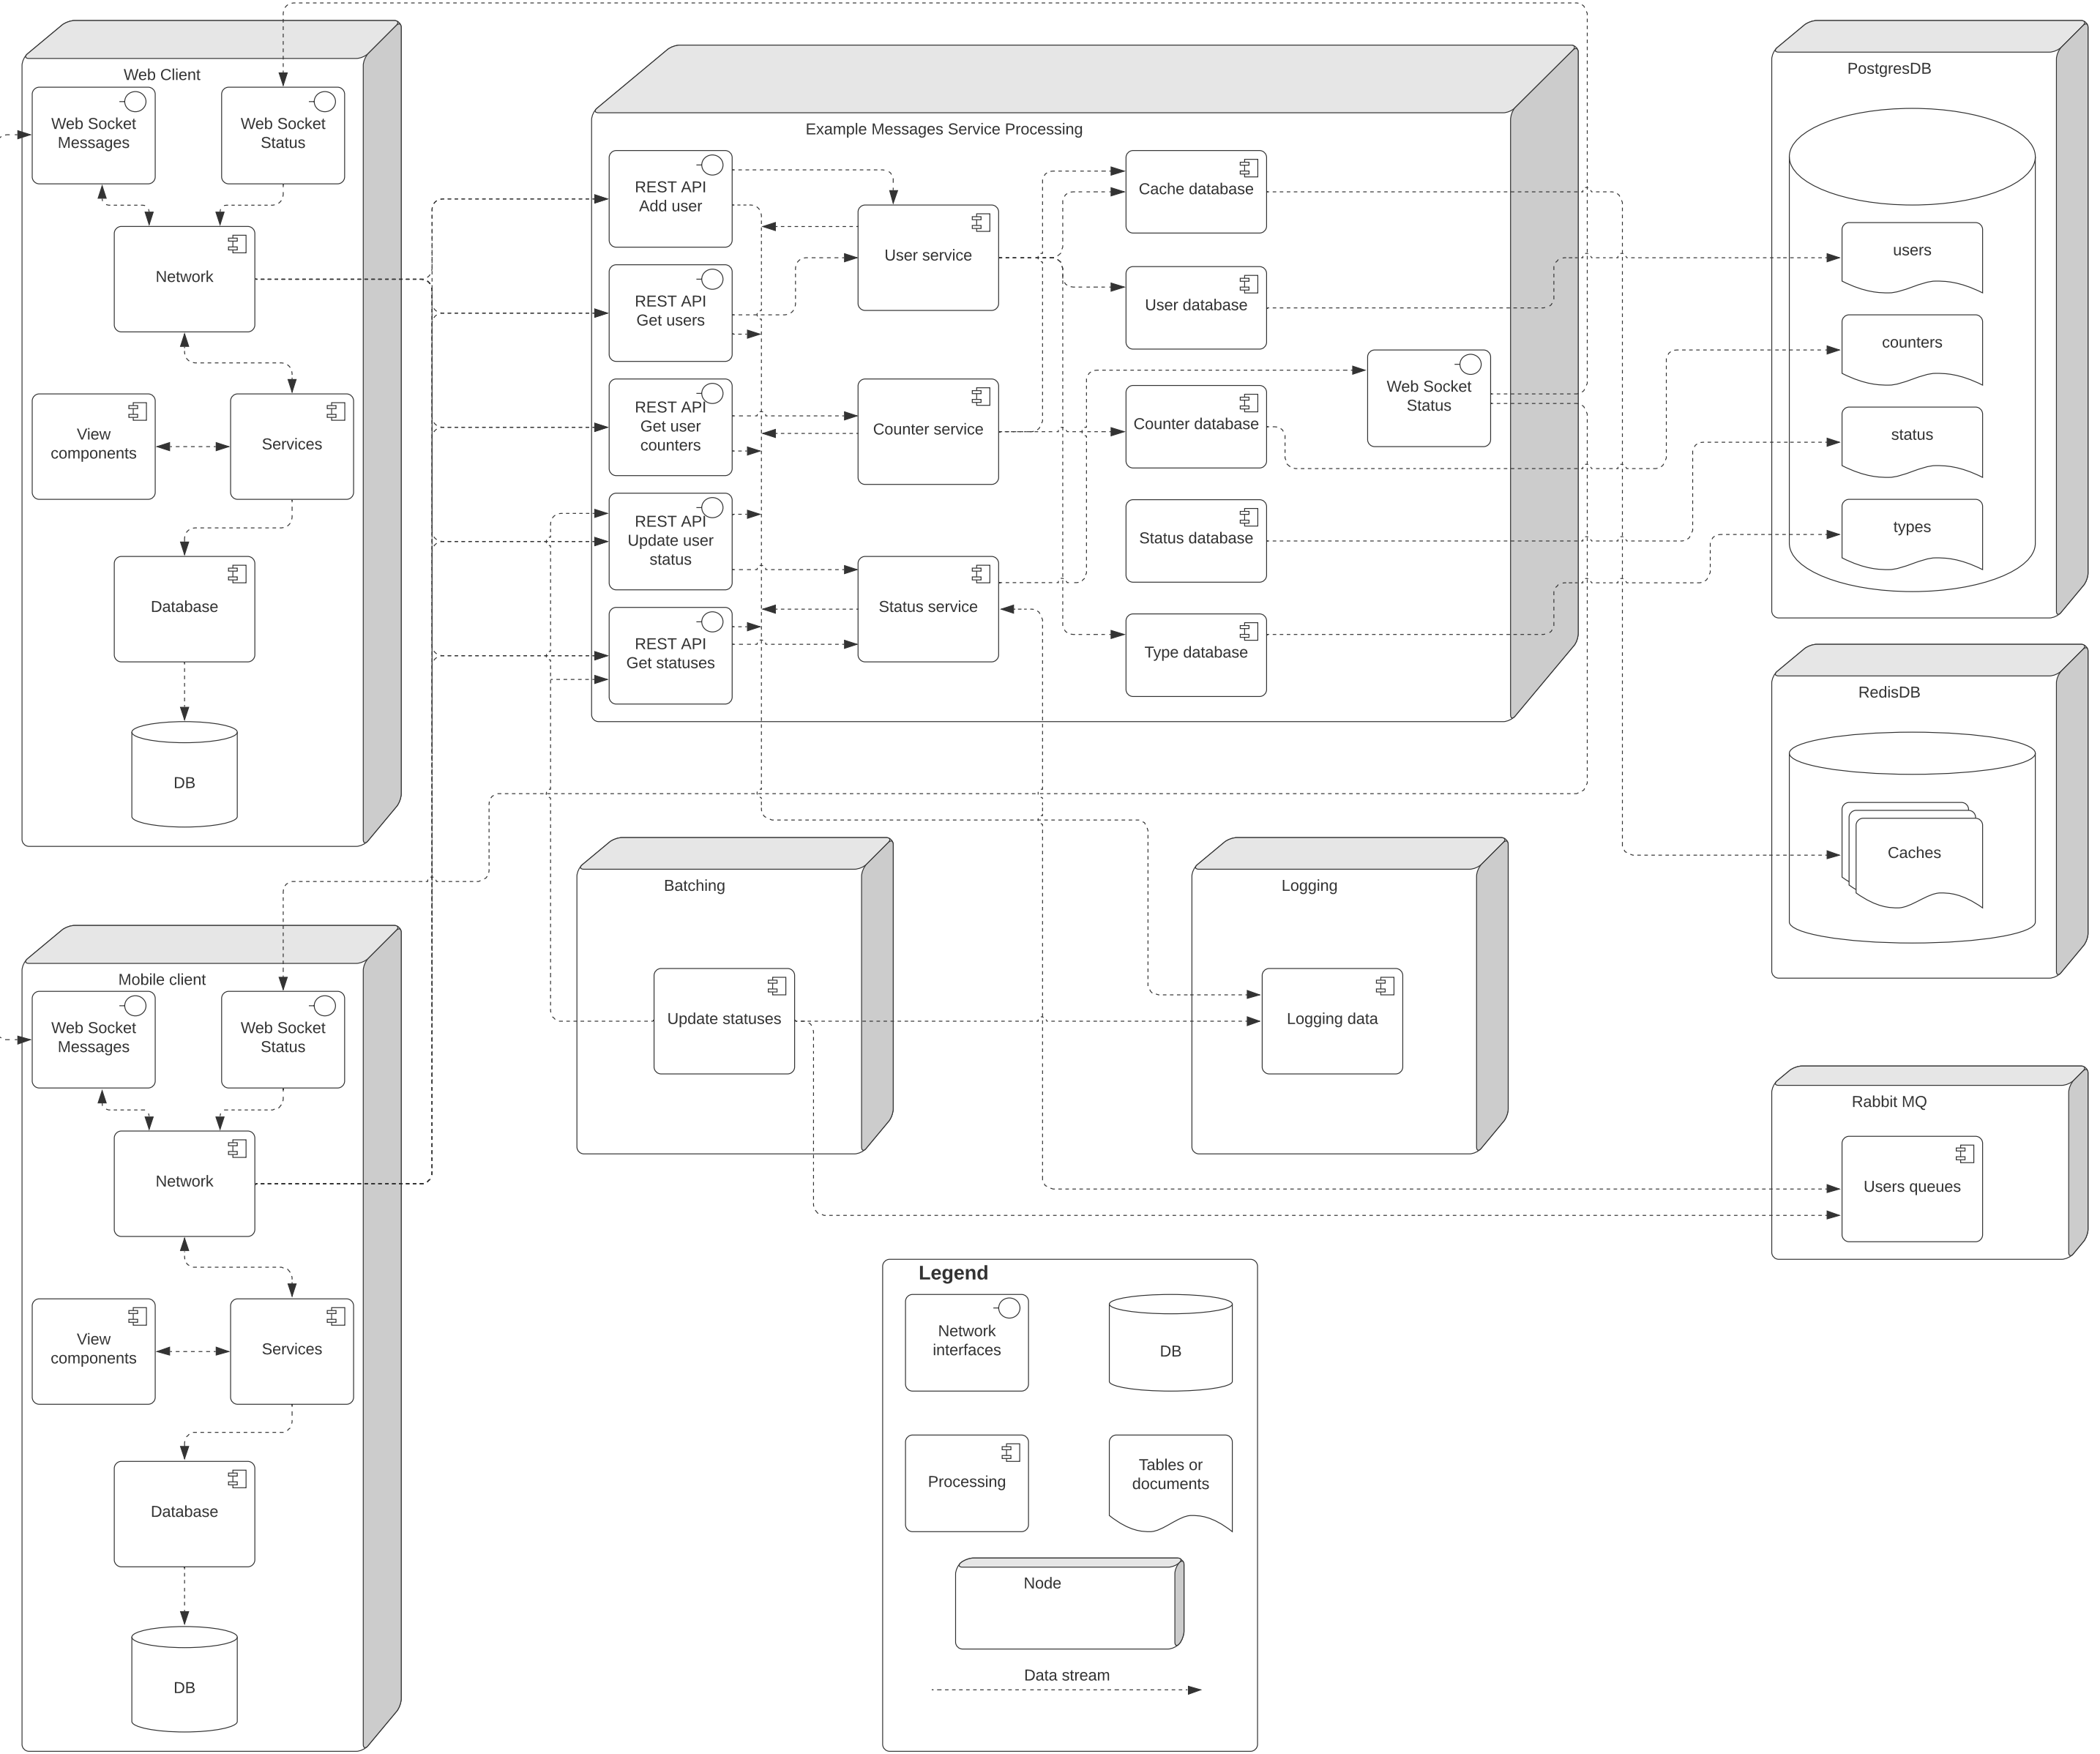 Web Client
Web Socket
Messages
Web Socket
Status
Network
View
components
Services
Database
DB
Example Messages Service Processing
REST API
Add user
REST API
Get users
REST API
Get user
counters
REST API
Update user
status
REST API
Get statuses
User service
Counter service
Status service
Cache database
User database
Counter database
Status database
Type database
Web Socket
Status
PostgresDB
users
counters
status
types
RedisDB
Caches
Batching
Update statuses
Logging
Logging data
Rabbit MQ
Users queues
Mobile client
Web Socket
Messages
Web Socket
Status
Network
View
components
Services
Database
DB
Legend
Network
interfaces
DB
Processing
Tables or
documents
Node
Data stream